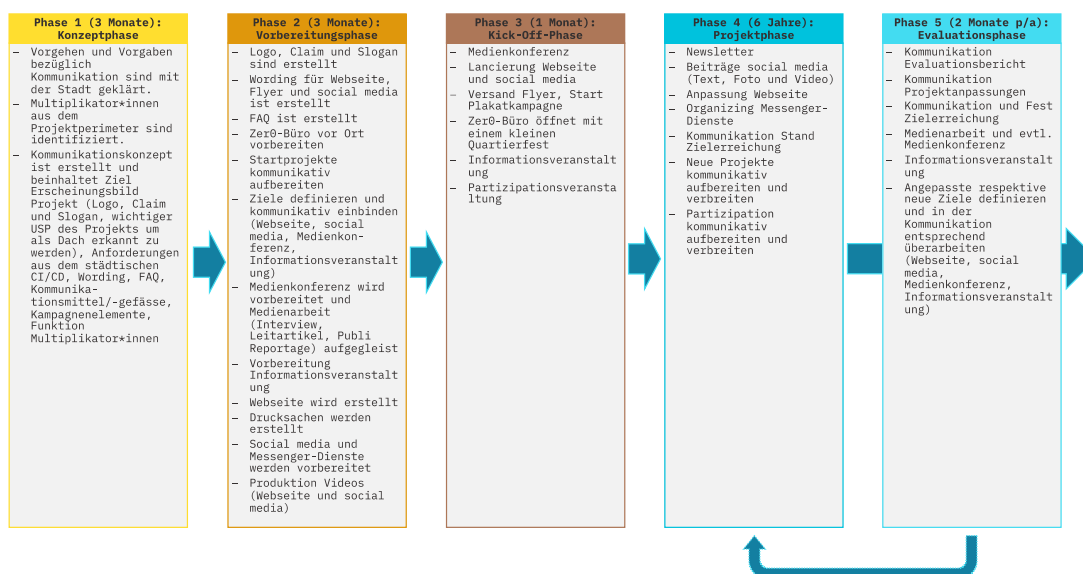 Phase 1 (3 Monate):
Konzeptphase
– Vorgehen und Vorgaben
bezüglich
Kommunikation sind mit
der Stadt geklärt.
– Multiplikator*innen
aus dem
Projektperimeter sind
identifiziert.
– Kommunikationskonzept
ist erstellt und
beinhaltet Ziel
Erscheinungsbild
Projekt (Logo, Claim
und Slogan, wichtiger
USP des Projekts um
als Dach erkannt zu
werden), Anforderungen
aus dem städtischen
CI/CD, Wording, FAQ,
Kommunika-
tionsmittel/-gefässe,
Kampagnenelemente,
Funktion
Multiplikator*innen
Phase 2 (3 Monate):
Vorbereitungsphase
– Logo, Claim und Slogan
sind erstellt
– Wording für Webseite,
Flyer und social media
ist erstellt
– FAQ ist erstellt
– Zer0-Büro vor Ort
vorbereiten
– Startprojekte
kommunikativ
aufbereiten
– Ziele definieren und
kommunikativ einbinden
(Webseite, social
media, Medienkon-
ferenz,
Informationsveranstalt
ung)
– Medienkonferenz wird
vorbereitet und
Medienarbeit
(Interview,
Leitartikel, Publi
Reportage) aufgegleist
– Vorbereitung
Informationsveranstalt
ung
– Webseite wird erstellt
– Drucksachen werden
erstellt
– Social media und
Messenger-Dienste
werden vorbereitet
– Produktion Videos
(Webseite und social
media)
Phase 3 (1 Monat):
Kick-Off-Phase
– Medienkonferenz
– Lancierung Webseite
und social media
– Versand Flyer, Start
Plakatkampagne
– Zer0-Büro öffnet mit
einem kleinen
Quartierfest
– Informationsveranstalt
ung
– Partizipationsveransta
ltung
Phase 4 (6 Jahre):
Projektphase
– Newsletter
– Beiträge social media
(Text, Foto und Video)
– Anpassung Webseite
– Organizing Messenger-
Dienste
– Kommunikation Stand
Zielerreichung
– Neue Projekte
kommunikativ
aufbereiten und
verbreiten
– Partizipation
kommunikativ
aufbereiten und
verbreiten
Phase 5 (2 Monate p/a):
Evaluationsphase
– Kommunikation
Evaluationsbericht
– Kommunikation
Projektanpassungen
– Kommunikation und Fest
Zielerreichung
– Medienarbeit und evtl.
Medienkonferenz
– Informationsveranstalt
ung
– Angepasste respektive
neue Ziele definieren
und in der
Kommunikation
entsprechend
überarbeiten
(Webseite, social
media,
Medienkonferenz,
Informationsveranstalt
ung)